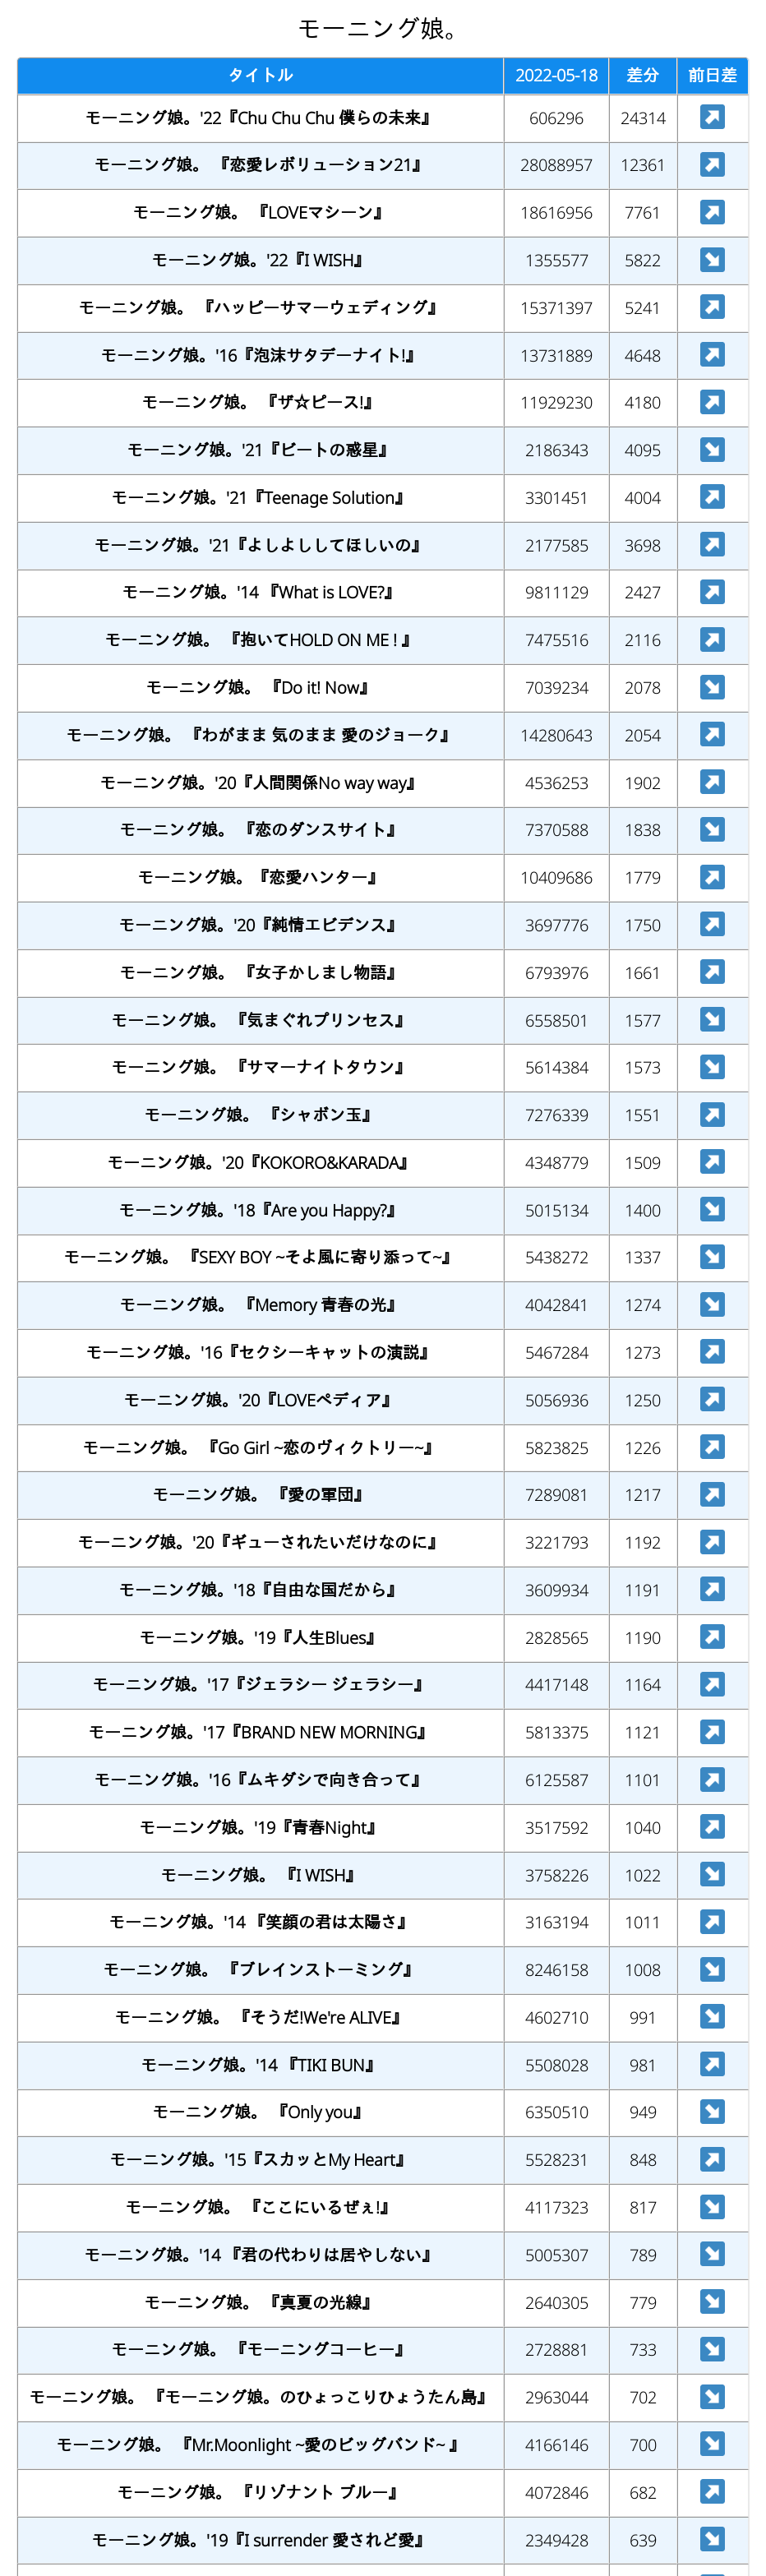 モーニング娘。
タイトル 2022-05-18 差分 前日差
モーニング娘。'22『Chu Chu Chu 僕らの未来』 606296 24314
モーニング娘。 『恋愛レボリューション21』 28088957 12361
モーニング娘。 『LOVEマシーン』 18616956 7761
モーニング娘。'22『I WISH』 1355577 5822
モーニング娘。 『ハッピーサマーウェディング』 15371397 5241
モーニング娘。'16『泡沫サタデーナイト!』 13731889 4648
モーニング娘。 『ザ☆ピース!』 11929230 4180
モーニング娘。'21『ビートの惑星』 2186343 4095
モーニング娘。'21『Teenage Solution』 3301451 4004
モーニング娘。'21『よしよししてほしいの』 2177585 3698
モーニング娘。'14 『What is LOVE?』 9811129 2427
モーニング娘。 『抱いてHOLD ON ME ! 』 7475516 2116
モーニング娘。 『Do it! Now』 7039234 2078
モーニング娘。 『わがまま 気のまま 愛のジョーク』 14280643 2054
モーニング娘。'20『人間関係No way way』 4536253 1902
モーニング娘。 『恋のダンスサイト』 7370588 1838
モーニング娘。『恋愛ハンター』 10409686 1779
モーニング娘。'20『純情エビデンス』 3697776 1750
モーニング娘。 『女子かしまし物語』 6793976 1661
モーニング娘。 『気まぐれプリンセス』 6558501 1577
モーニング娘。 『サマーナイトタウン』 5614384 1573
モーニング娘。 『シャボン玉』 7276339 1551
モーニング娘。'20『KOKORO&KARADA』 4348779 1509
モーニング娘。'18『Are you Happy?』 5015134 1400
モーニング娘。 『SEXY BOY ~そよ風に寄り添って~』 5438272 1337
モーニング娘。 『Memory 青春の光』 4042841 1274
モーニング娘。'16『セクシーキャットの演説』 5467284 1273
モーニング娘。'20『LOVEペディア』 5056936 1250
モーニング娘。 『Go Girl ~恋のヴィクトリー~』 5823825 1226
モーニング娘。 『愛の軍団』 7289081 1217
モーニング娘。'20『ギューされたいだけなのに』 3221793 1192
モーニング娘。'18『自由な国だから』 3609934 1191
モーニング娘。'19『人生Blues』 2828565 1190
モーニング娘。'17『ジェラシー ジェラシー』 4417148 1164
モーニング娘。'17『BRAND NEW MORNING』 5813375 1121
モーニング娘。'16『ムキダシで向き合って』 6125587 1101
モーニング娘。'19『青春Night』 3517592 1040
モーニング娘。 『I WISH』 3758226 1022
モーニング娘。'14 『笑顔の君は太陽さ』 3163194 1011
モーニング娘。 『ブレインストーミング』 8246158 1008
モーニング娘。 『そうだ!We're ALIVE』 4602710 991
モーニング娘。'14 『TIKI BUN』 5508028 981
モーニング娘。 『Only you』 6350510 949
モーニング娘。'15『スカッとMy Heart』 5528231 848
モーニング娘。 『ここにいるぜぇ!』 4117323 817
モーニング娘。'14 『君の代わりは居やしない』 5005307 789
モーニング娘。 『真夏の光線』 2640305 779
モーニング娘。 『モーニングコーヒー』 2728881 733
モーニング娘。 『モーニング娘。のひょっこりひょうたん島』 2963044 702
モーニング娘。 『Mr.Moonlight ~愛のビッグバンド~ 』 4166146 700
モーニング娘。 『リゾナント ブルー』 4072846 682
モーニング娘。'19『I surrender 愛されど愛』 2349428 639